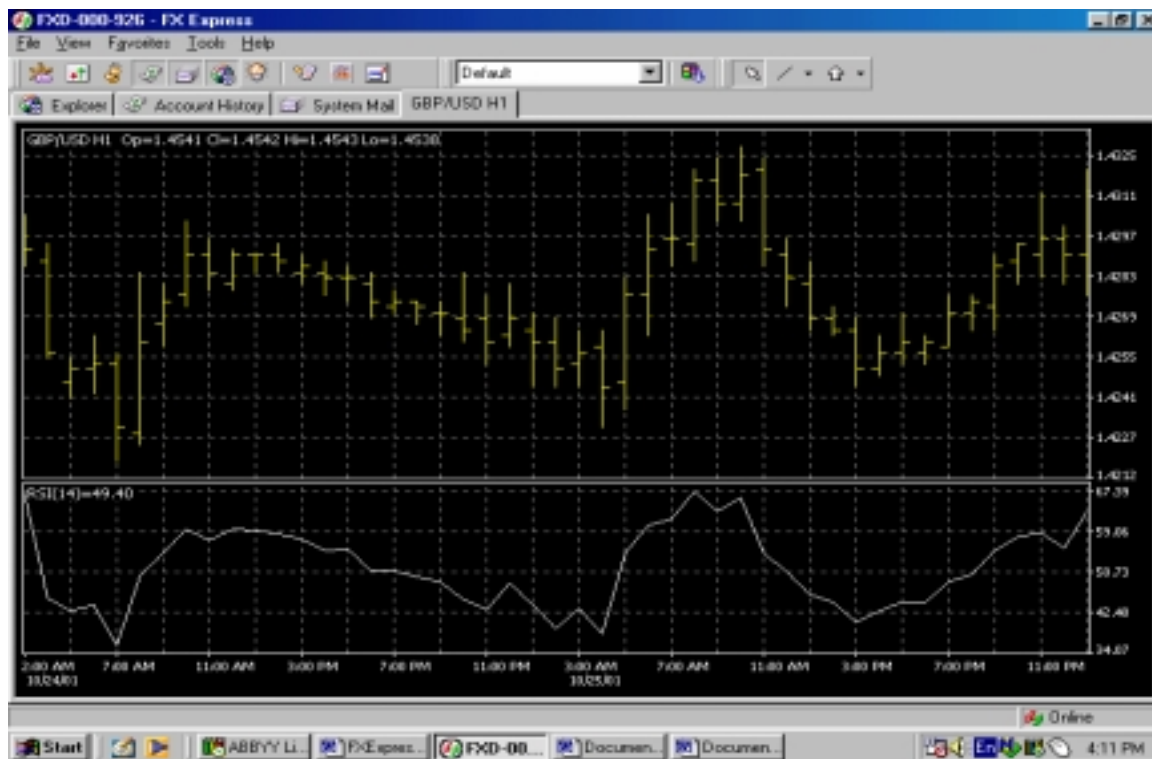 FXD-000-926 - FX Express
File View Favorites Tools Help
Default
Explorer Account History System Mail GBP/USD H1
GBP/USD H1 Op=1.4541 Cl=1.4542 Hi=1.4543 Lo=1.4538
1.4325
1.4311
1.4297
1.4283
1.4269
1.4255
1.4241
1.4227
1.4212
RSI(14)=49.40
67.39
59.06
50.73
42.40
34.07
2:00 AM 7:00 AM 11:00 AM 3:00 PM 7:00 PM 11:00 PM 3:00 AM 7:00 AM 11:00 AM 3:00 PM 7:00 PM 11:00 PM
10/24/01 10/25/01
Online
Start ABBYY Li... FXExpres... FXD-00... Documen... Documen... En 4:11 PM